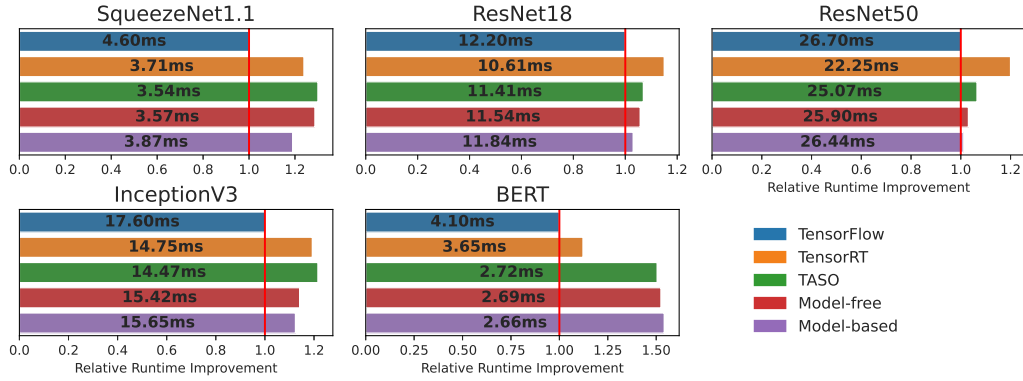 SqueezeNet1.1
4.60ms
3.71ms
3.54ms
3.57ms
3.87ms
0.0 0.2 0.4 0.6 0.8 1.0 1.2
ResNet18
12.20ms
10.61ms
11.41ms
11.54ms
11.84ms
0.0 0.2 0.4 0.6 0.8 1.0 1.2
ResNet50
26.70ms
22.25ms
25.07ms
25.90ms
26.44ms
0.0 0.2 0.4 0.6 0.8 1.0 1.2
Relative Runtime Improvement
InceptionV3
17.60ms
14.75ms
14.47ms
15.42ms
15.65ms
0.0 0.2 0.4 0.6 0.8 1.0 1.2
Relative Runtime Improvement
BERT
4.10ms
3.65ms
2.72ms
2.69ms
2.66ms
0.00 0.25 0.50 0.75 1.00 1.25 1.50
Relative Runtime Improvement
TensorFlow
TensorRT
TASO
Model-free
Model-based